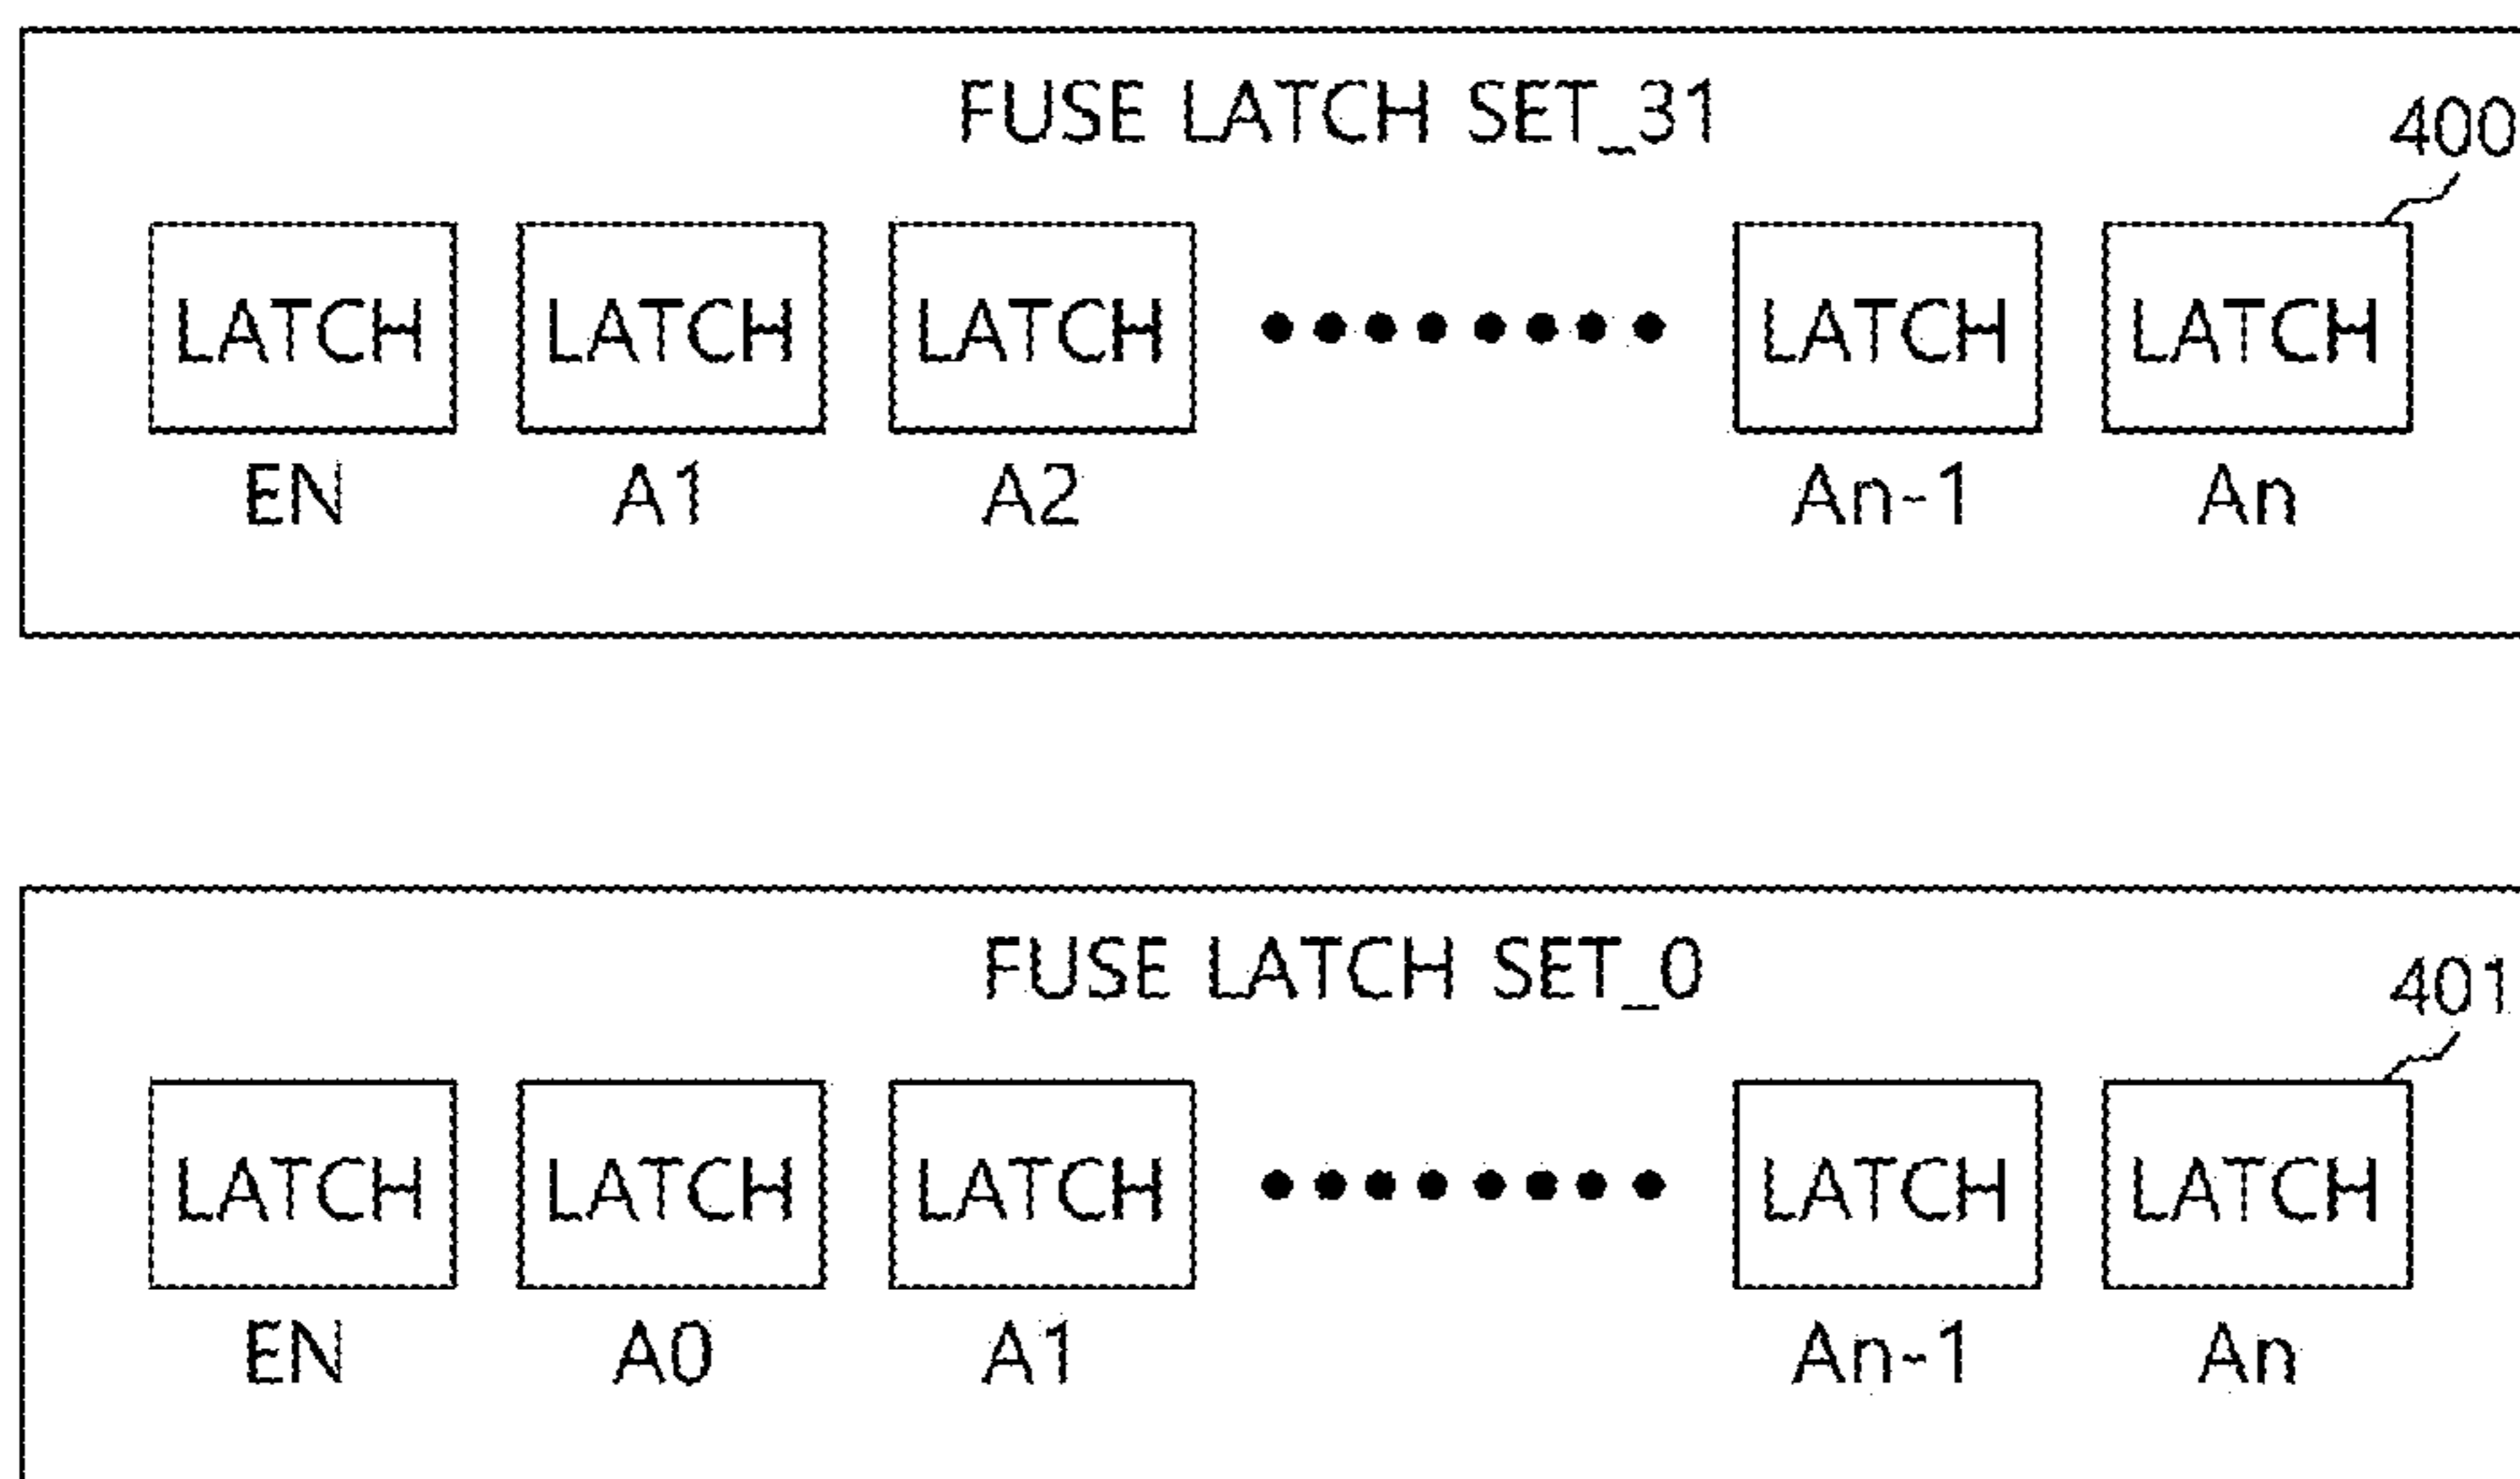 FUSE LATCH SET_31
400
LATCH LATCH LATCH LATCH LATCH
EN A1 A2 An-1 An
FUSE LATCH SET_0
401
LATCH LATCH LATCH LATCH LATCH
EN A0 A1 An-1 An